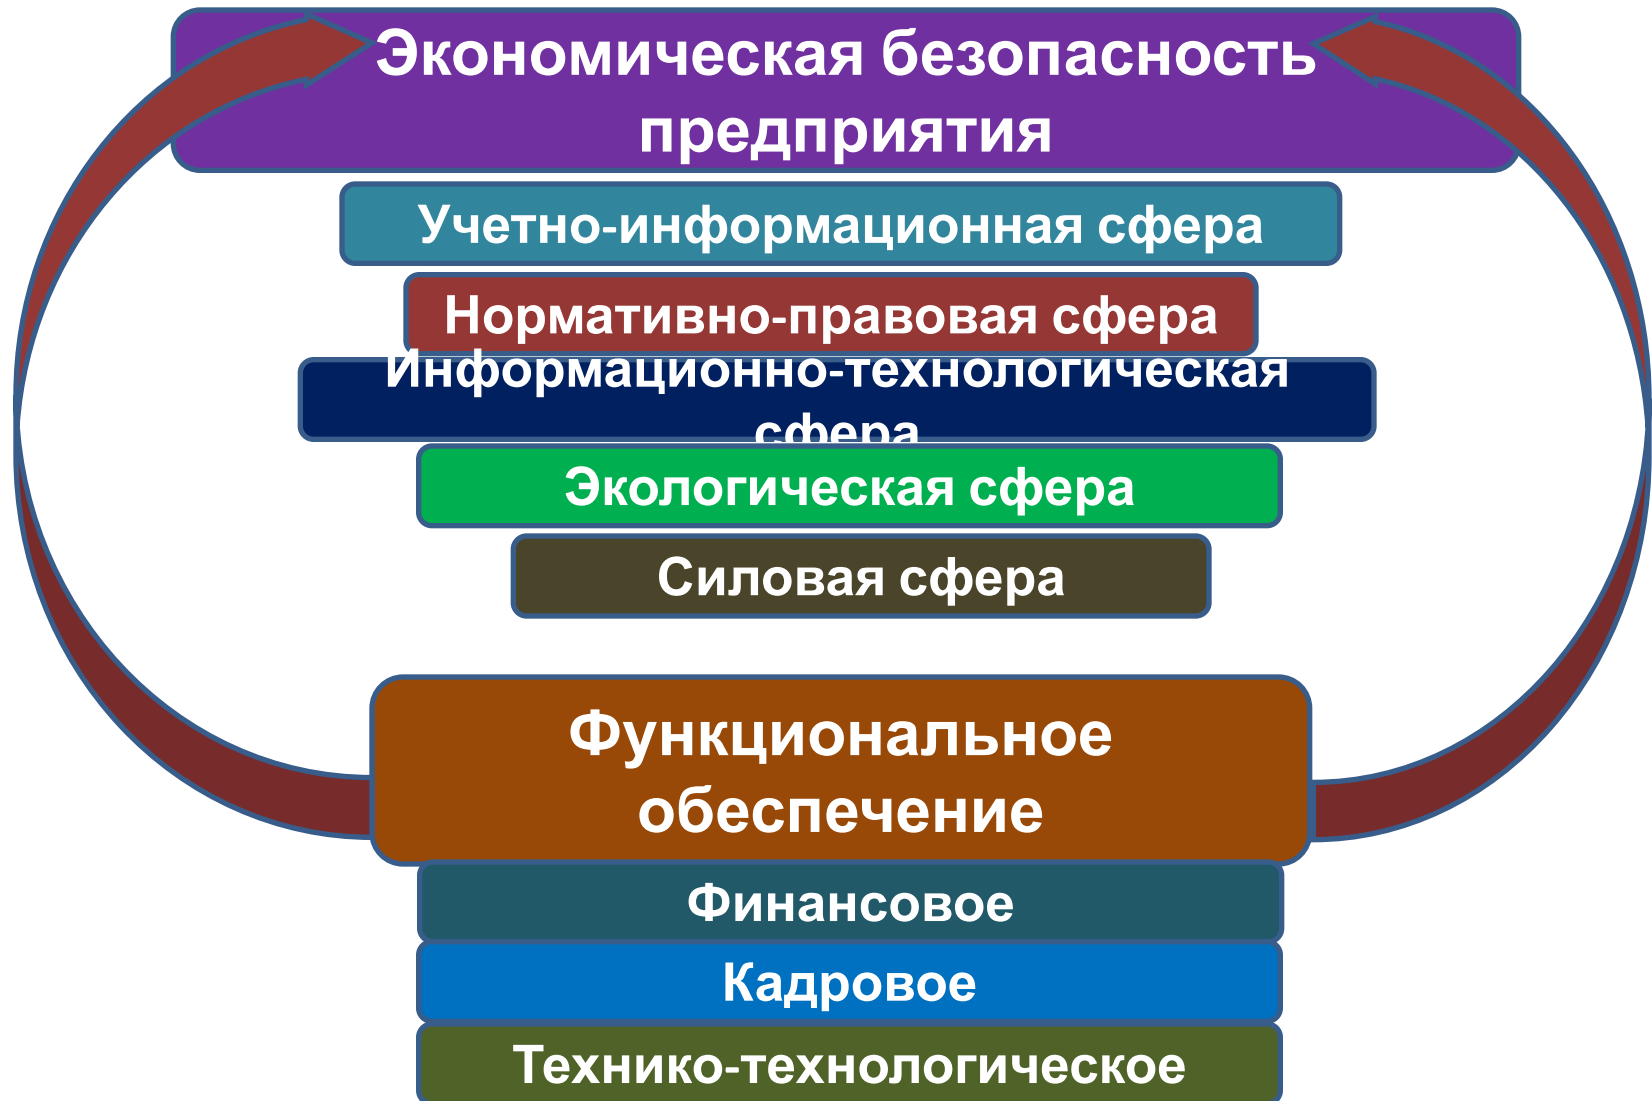 Экономическая безопасность
предприятия
Учетно-информационная сфера
Нормативно-правовая сфера
Информационно-технологическая
сфера
Экологическая сфера
Силовая сфера
Функциональное
обеспечение
Финансовое
Кадровое
Технико-технологическое